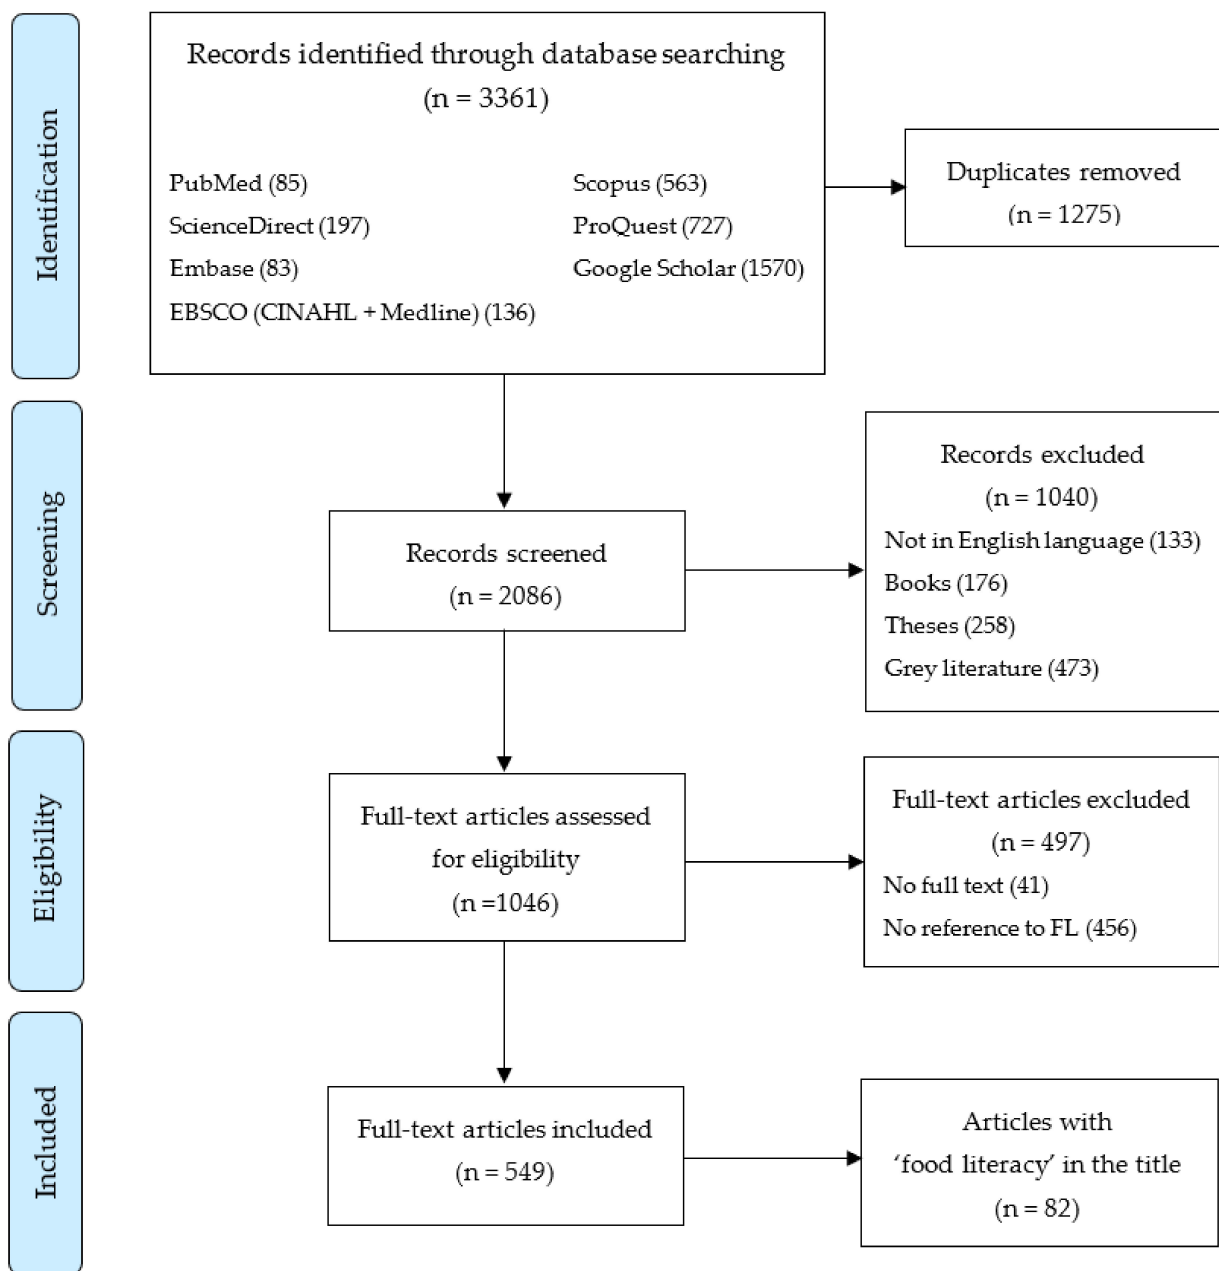 Identification
Records identified through database searching
(n = 3361)
PubMed (85)
ScienceDirect (197)
Embase (83)
EBSCO (CINAHL + Medline) (136)
Scopus (563)
ProQuest (727)
Google Scholar (1570)
Duplicates removed
(n = 1275)
Screening
Records screened
(n = 2086)
Records excluded
(n = 1040)
Not in English language (133)
Books (176)
Theses (258)
Grey literature (473)
Eligibility
Full-text articles assessed
for eligibility
(n =1046)
Full-text articles excluded
(n = 497)
No full text (41)
No reference to FL (456)
Included
Full-text articles included
(n = 549)
Articles with
‘food literacy’ in the title
(n = 82)